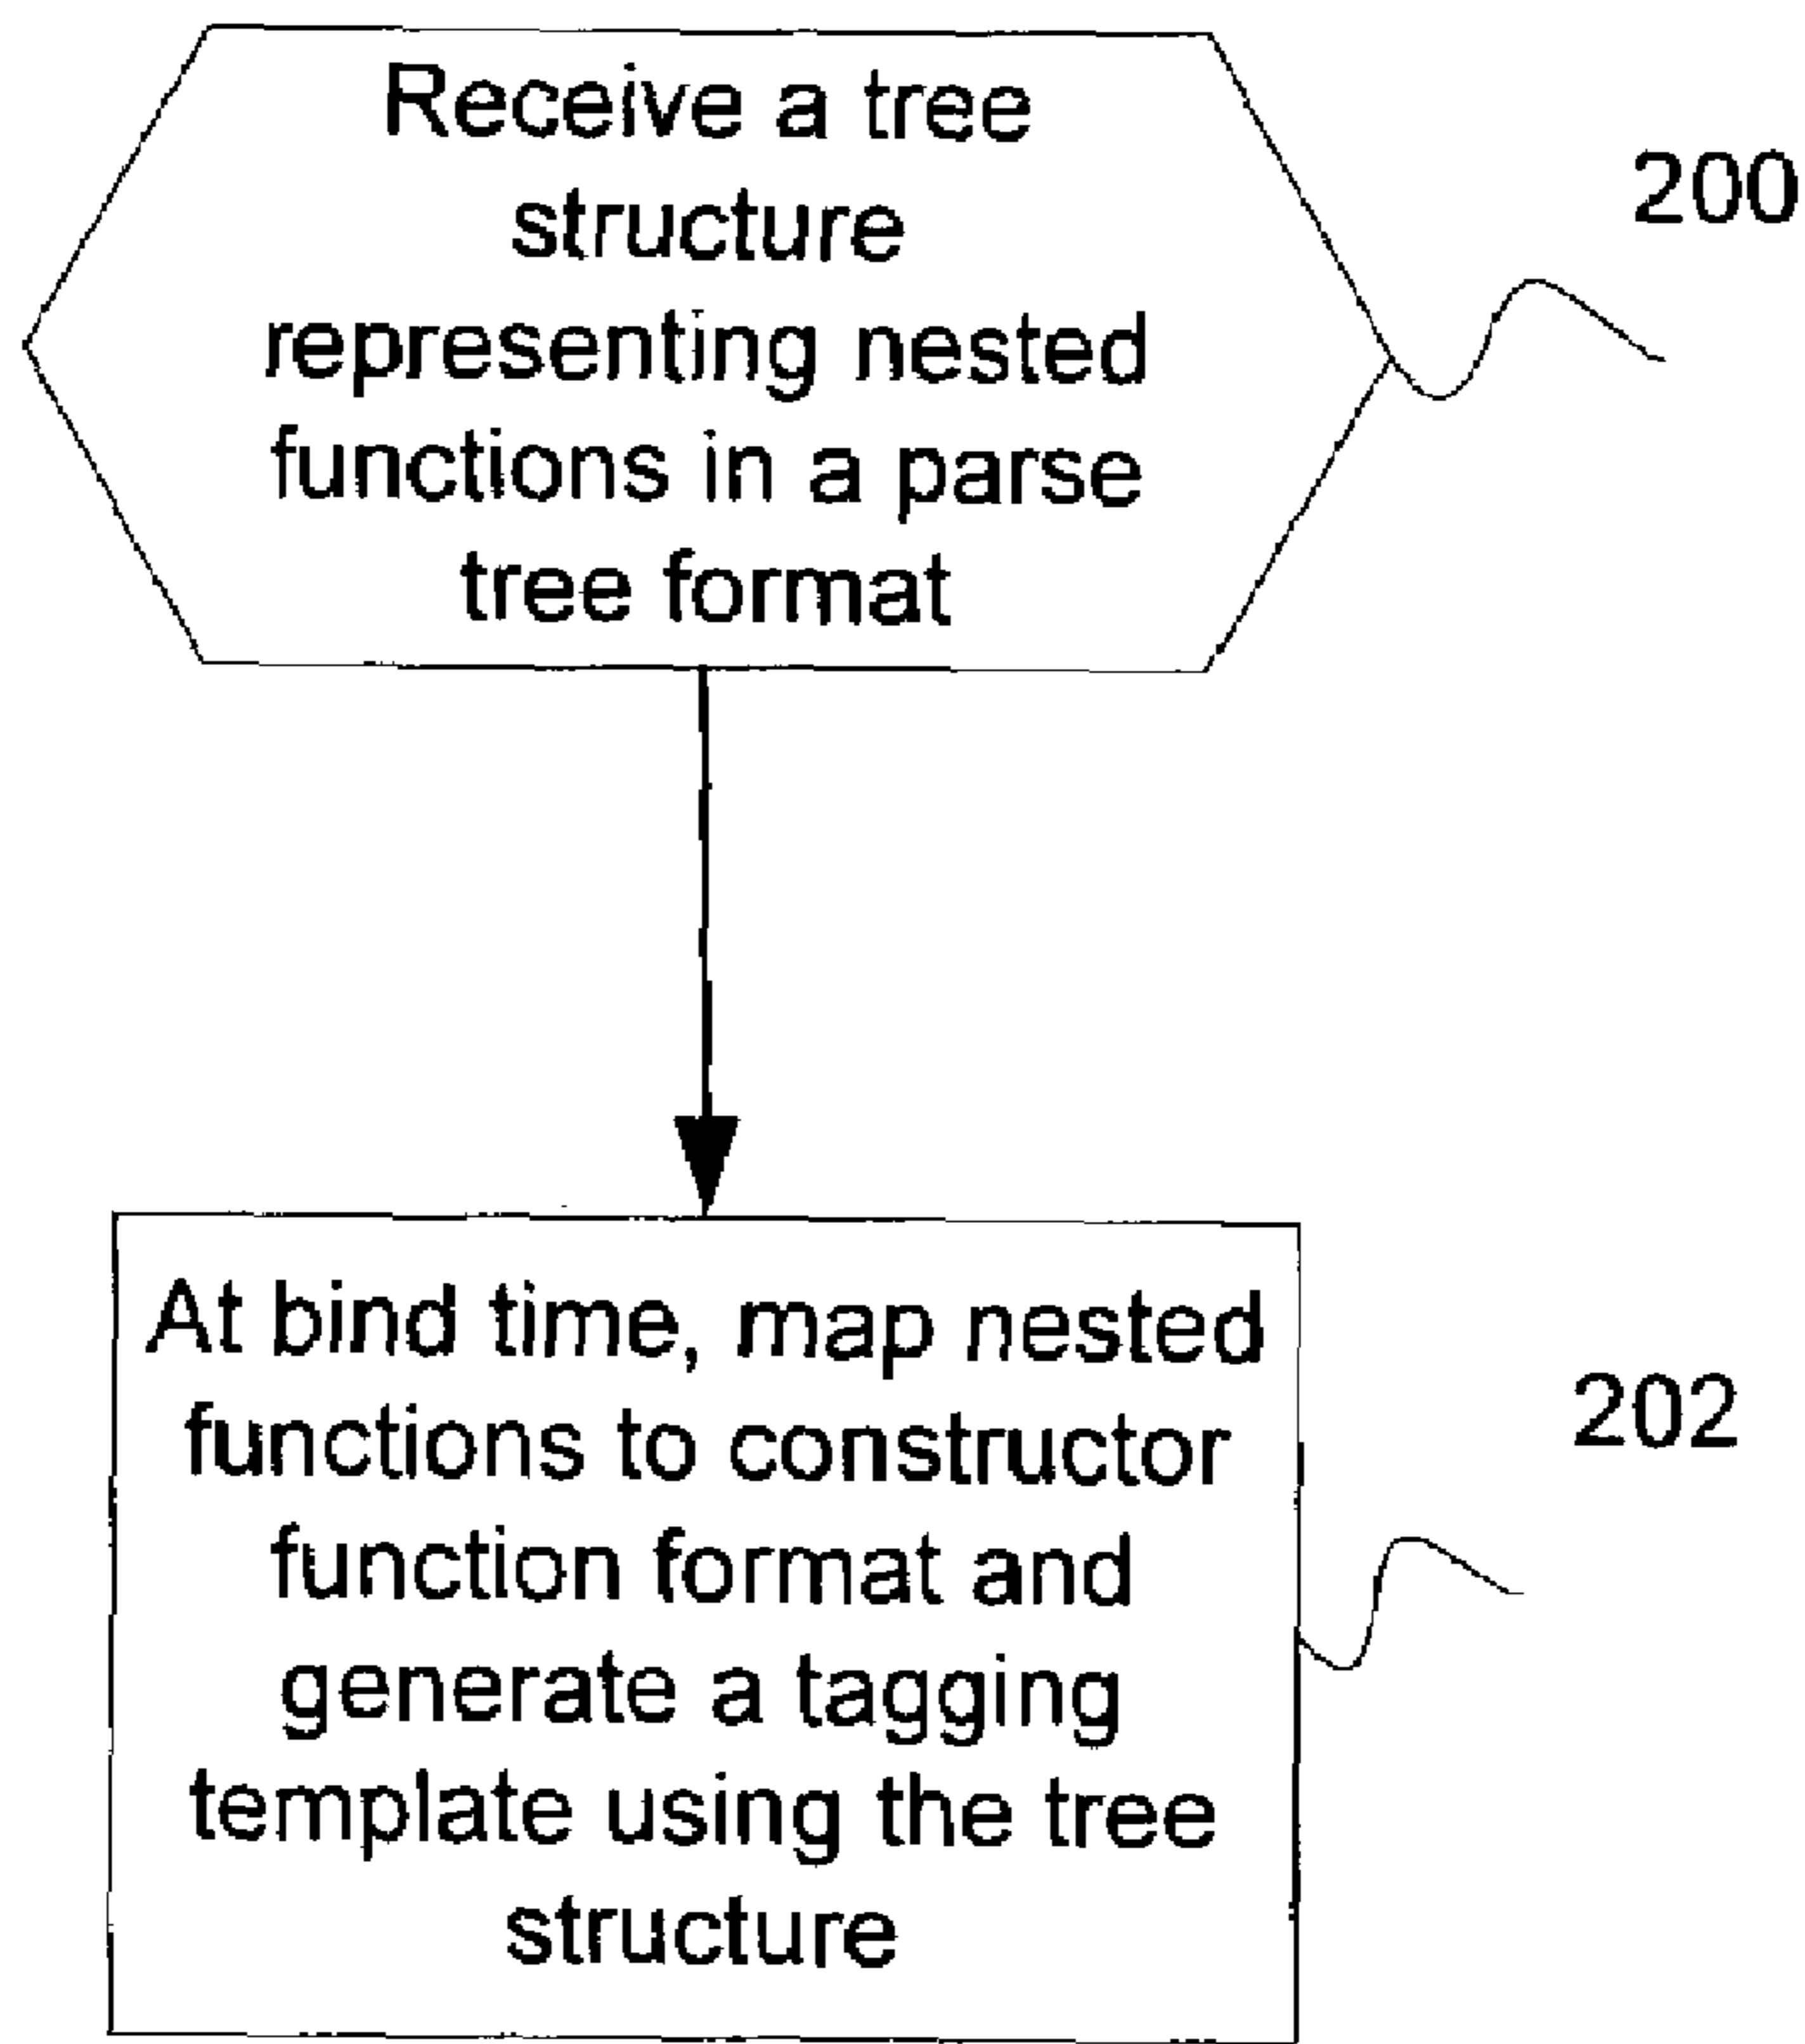 Receive a tree
structure
representing nested
functions in a parse
tree format
200
At bind time, map nested
functions to constructor
function format and
generate a tagging
template using the tree
structure
202